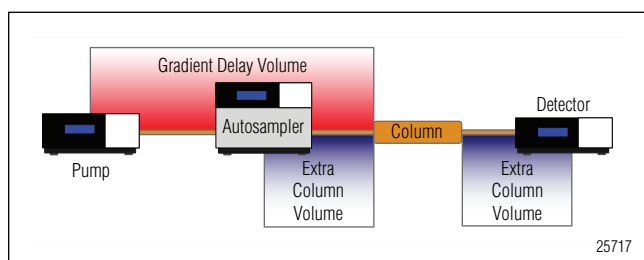 Gradient Delay Volume
Autosampler
Column
Detector
Pump
Extra
Column
Volume
Extra
Column
Volume
25717